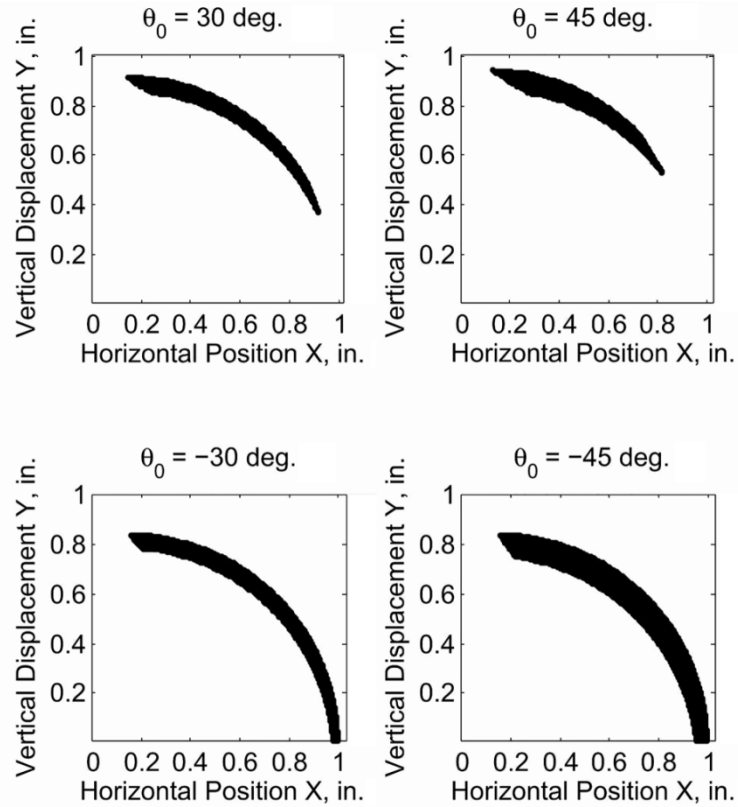 θ0 = 30 deg.
Vertical Displacement Y, in.
1
0.8
0.6
0.4
0.2
0 0.2 0.4 0.6 0.8 1
Horizontal Position X, in.
θ0 = 45 deg.
Vertical Displacement Y, in.
1
0.8
0.6
0.4
0.2
0 0.2 0.4 0.6 0.8 1
Horizontal Position X, in.
θ0 = −30 deg.
Vertical Displacement Y, in.
1
0.8
0.6
0.4
0.2
0 0.2 0.4 0.6 0.8 1
Horizontal Position X, in.
θ0 = −45 deg.
Vertical Displacement Y, in.
1
0.8
0.6
0.4
0.2
0 0.2 0.4 0.6 0.8 1
Horizontal Position X, in.